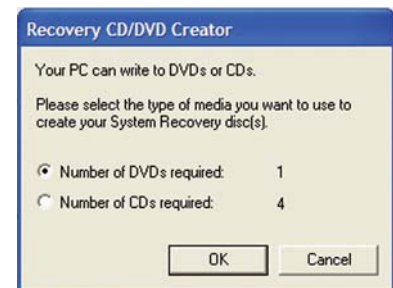 Recovery CD/DVD Creator
Your PC can write to DVDs or CDs.
Please select the type of media you want to use to
create your System Recovery disc(s).
Number of DVDs required: 1
Number of CDs required: 4
OK Cancel